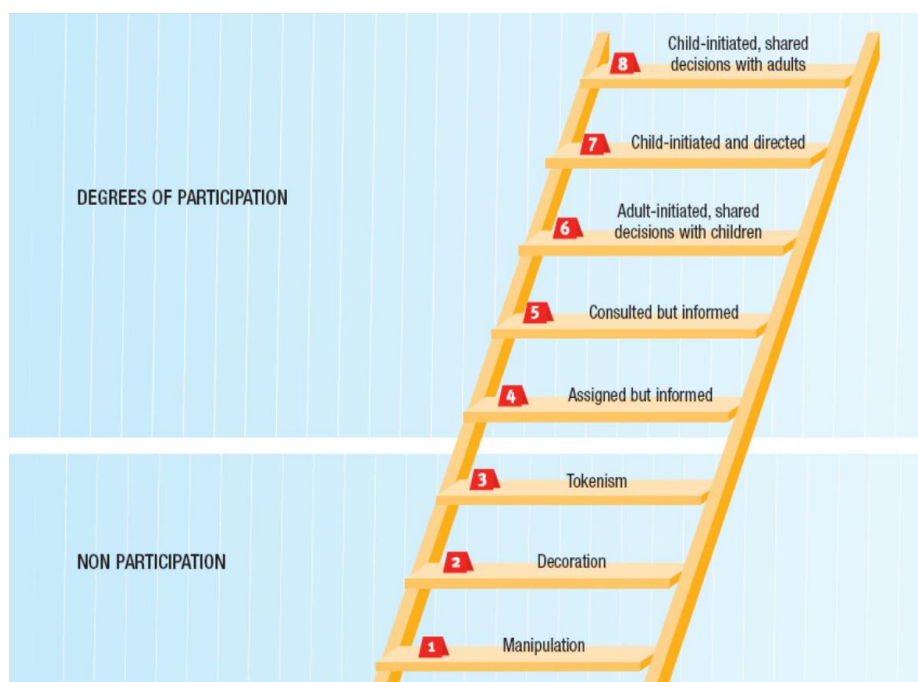 8 Child-initiated, shared
decisions with adults
7 Child-initiated and directed
DEGREES OF PARTICIPATION
6 Adult-initiated, shared
decisions with children
5 Consulted but informed
4 Assigned but informed
3 Tokenism
NON PARTICIPATION
2 Decoration
1 Manipulation